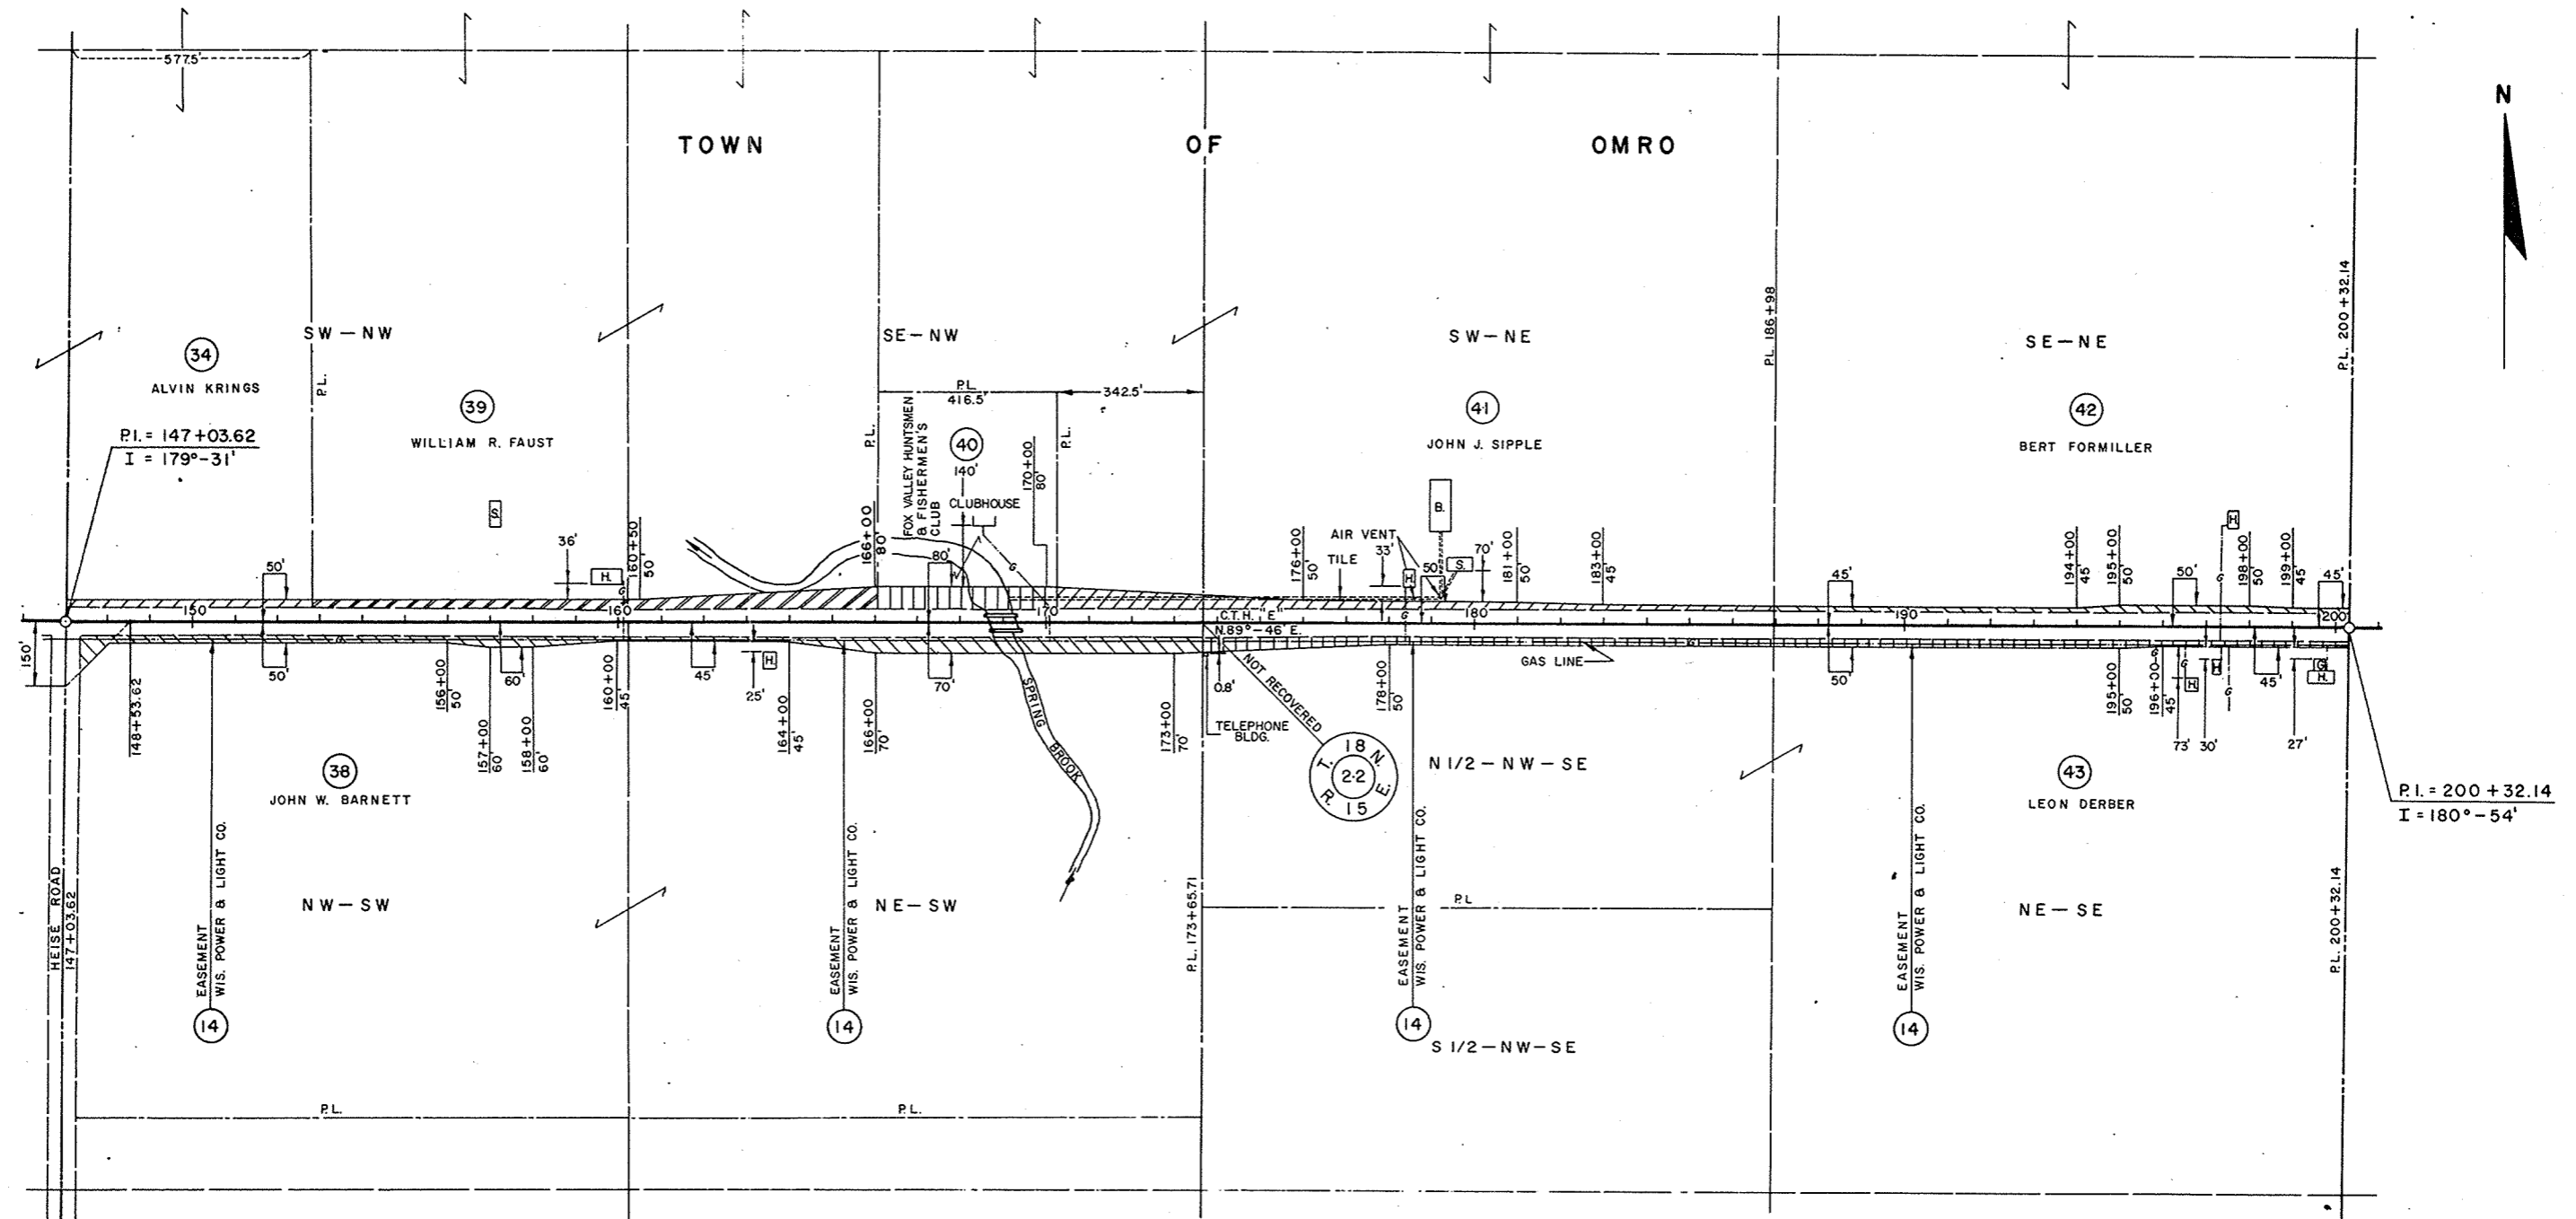 577.5'
N
TOWN OF OMRO
P.L. 186+98
P.L. 200+32.14
SW-NW
SE-NW
SW-NE
SE-NE
34
ALVIN KRINGS
P.L.
39
WILLIAM R. FAUST
P.L.
416.5'
342.5'
P.L.
P.L.
FOX VALLEY HUNTSMEN
& FISHERMEN'S
CLUB
40
140'
CLUBHOUSE
170+00
80'
41
JOHN J. SIPPLE
42
BERT FORMILLER
P.I. = 147+03.62
I = 179°-31'
S.
B.
H.
36'
H.
G
160+50
50'
166+00
80'
80'
G
176+00
50'
AIR VENT
TILE
33'
H.
50'
S.
70'
181+00
50'
183+00
45'
45'
194+00
45'
195+00
50'
50'
G
198+00
50'
199+00
45'
45'
50'
150
160
170
180
190
200
C.T.H. "E"
N.89°-46' E.
G
150'
148+53.62
50'
156+00
50'
157+00
60'
60'
158+00
60'
160+00
45'
45'
25'
H.
164+00
45'
166+00
70'
70'
SPRING BROOK
173+00
70'
0.8'
TELEPHONE
BLDG.
NOT RECOVERED
178+00
50'
GAS LINE
G
50'
195+00
50'
196+00
45'
G
G
H.
73'
30'
H
G
45'
27'
G
H.
T. 18 N.
22
R. 15 E.
N 1/2-NW-SE
38
JOHN W. BARNETT
43
LEON DERBER
P.I. = 200+32.14
I = 180°-54'
HEISE ROAD
147+03.62
EASEMENT
WIS. POWER & LIGHT CO.
14
NW-SW
EASEMENT
WIS. POWER & LIGHT CO.
14
NE-SW
P.L. 173+65.71
P.L.
EASEMENT
WIS. POWER & LIGHT CO.
14
S 1/2-NW-SE
EASEMENT
WIS. POWER & LIGHT CO.
14
NE-SE
P.L. 200+32.14
P.L.
P.L.